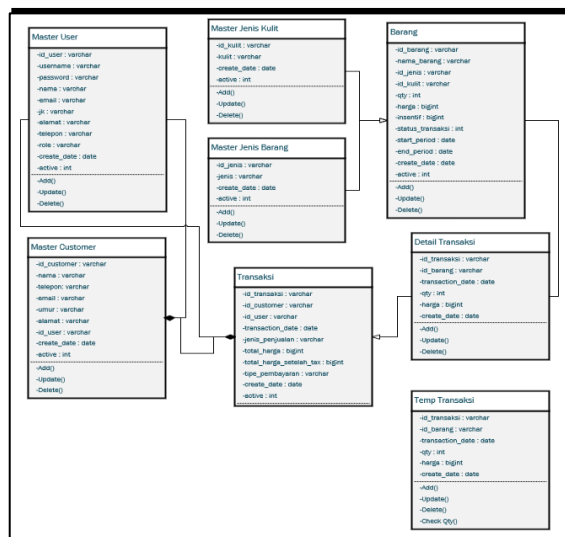 Master User
-id_user : varchar
-username : varchar
-password : varchar
-nama : varchar
-email : varchar
-jk : varchar
-alamat : varchar
-telepon : varchar
-role : varchar
-create_date : date
-active : int
-Add()
-Update()
-Delete()
Master Jenis Kulit
-id_kulit : varchar
-kulit : varchar
-create_date : date
-active : int
-Add()
-Update()
-Delete()
Barang
-id_barang : varchar
-nama_barang : varchar
-id_jenis : varchar
-id_kulit : varchar
-qty : int
-harga : bigint
-insentif : bigint
-status_transaksi : int
-start_period : date
-end_period : date
-create_date : date
-active : int
-Add()
-Update()
-Delete()
Master Jenis Barang
-id_jenis : varchar
-jenis : varchar
-create_date : date
-active : int
-Add()
-Update()
-Delete()
Master Customer
-id_customer : varchar
-nama : varchar
-telepon: varchar
-email : varchar
-umur : varchar
-alamat : varchar
-id_user : varchar
-create_date : date
-active : int
-Add()
-Update()
-Delete()
Transaksi
-id_transaksi : varchar
-id_customer : varchar
-id_user : varchar
-transaction_date : date
-jenis_penjualan : varchar
-total_harga : bigint
-total_harga_setelah_tax : bigint
-tipe_pembayaran : varchar
-create_date : date
-active : int
Detail Transaksi
-id_transaksi : varchar
-id_barang : varchar
-transaction_date : date
-qty : int
-harga : bigint
-create_date : date
-Add()
-Update()
-Delete()
Temp Transaksi
-id_transaksi : varchar
-id_barang : varchar
-transaction_date : date
-qty : int
-harga : bigint
-create_date : date
-Add()
-Update()
-Delete()
-Check Qty()